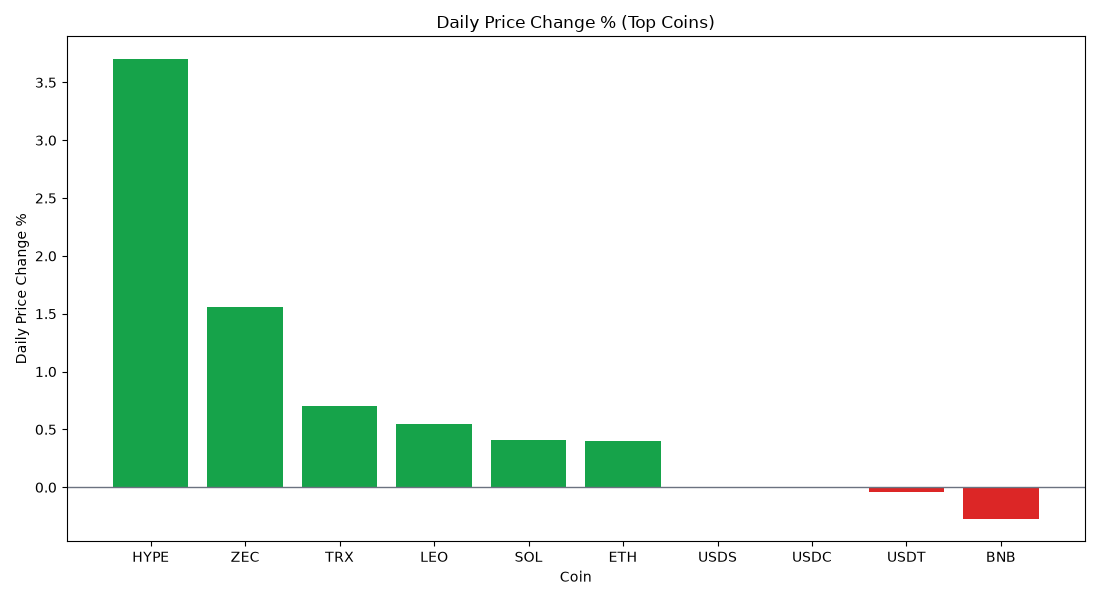 Daily Price Change % (Top Coins)
Daily Price Change %
3.5
3.0
2.5
2.0
1.5
1.0
0.5
0.0
HYPE ZEC TRX LEO SOL ETH USDS USDC USDT BNB
Coin